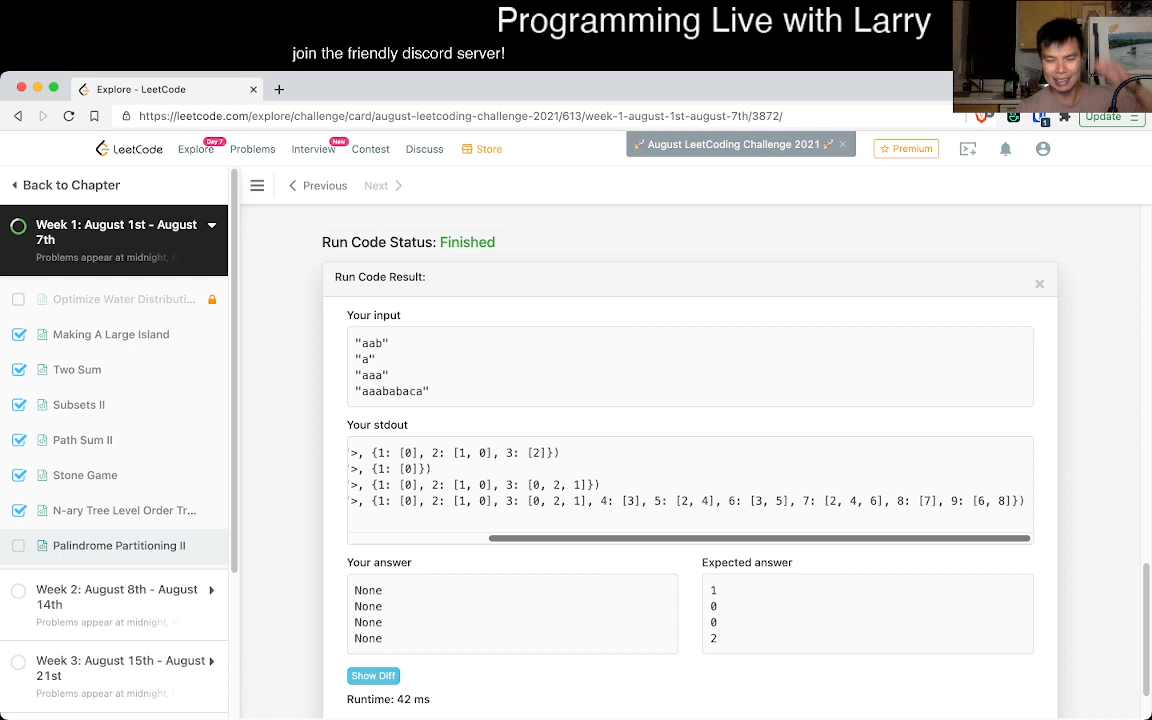 Programming Live with Larry
join the friendly discord server!
Explore - LeetCode
https://leetcode.com/explore/challenge/card/august-leetcoding-challenge-2021/613/week-1-august-1st-august-7th/3872/
Update
LeetCode
Explore
Day 7
Problems
Interview
New
Contest
Discuss
Store
August LeetCoding Challenge 2021
Premium
Back to Chapter
Previous
Next
Week 1: August 1st - August
7th
Problems appear at midnight,
Optimize Water Distributi...
Making A Large Island
Two Sum
Subsets II
Path Sum II
Stone Game
N-ary Tree Level Order Tr...
Palindrome Partitioning II
Week 2: August 8th - August
14th
Problems appear at midnight,
Week 3: August 15th - August
21st
Problems appear at midnight,
Run Code Status: Finished
Run Code Result:
Your input
"aab"
"a"
"aaa"
"aaababaca"
Your stdout
'>, {1: [0], 2: [1, 0], 3: [2]})
'>, {1: [0]})
'>, {1: [0], 2: [1, 0], 3: [0, 2, 1]})
'>, {1: [0], 2: [1, 0], 3: [0, 2, 1], 4: [3], 5: [2, 4], 6: [3, 5], 7: [2, 4, 6], 8: [7], 9: [6, 8]})
Your answer
None
None
None
None
Expected answer
1
0
0
2
Show Diff
Runtime: 42 ms